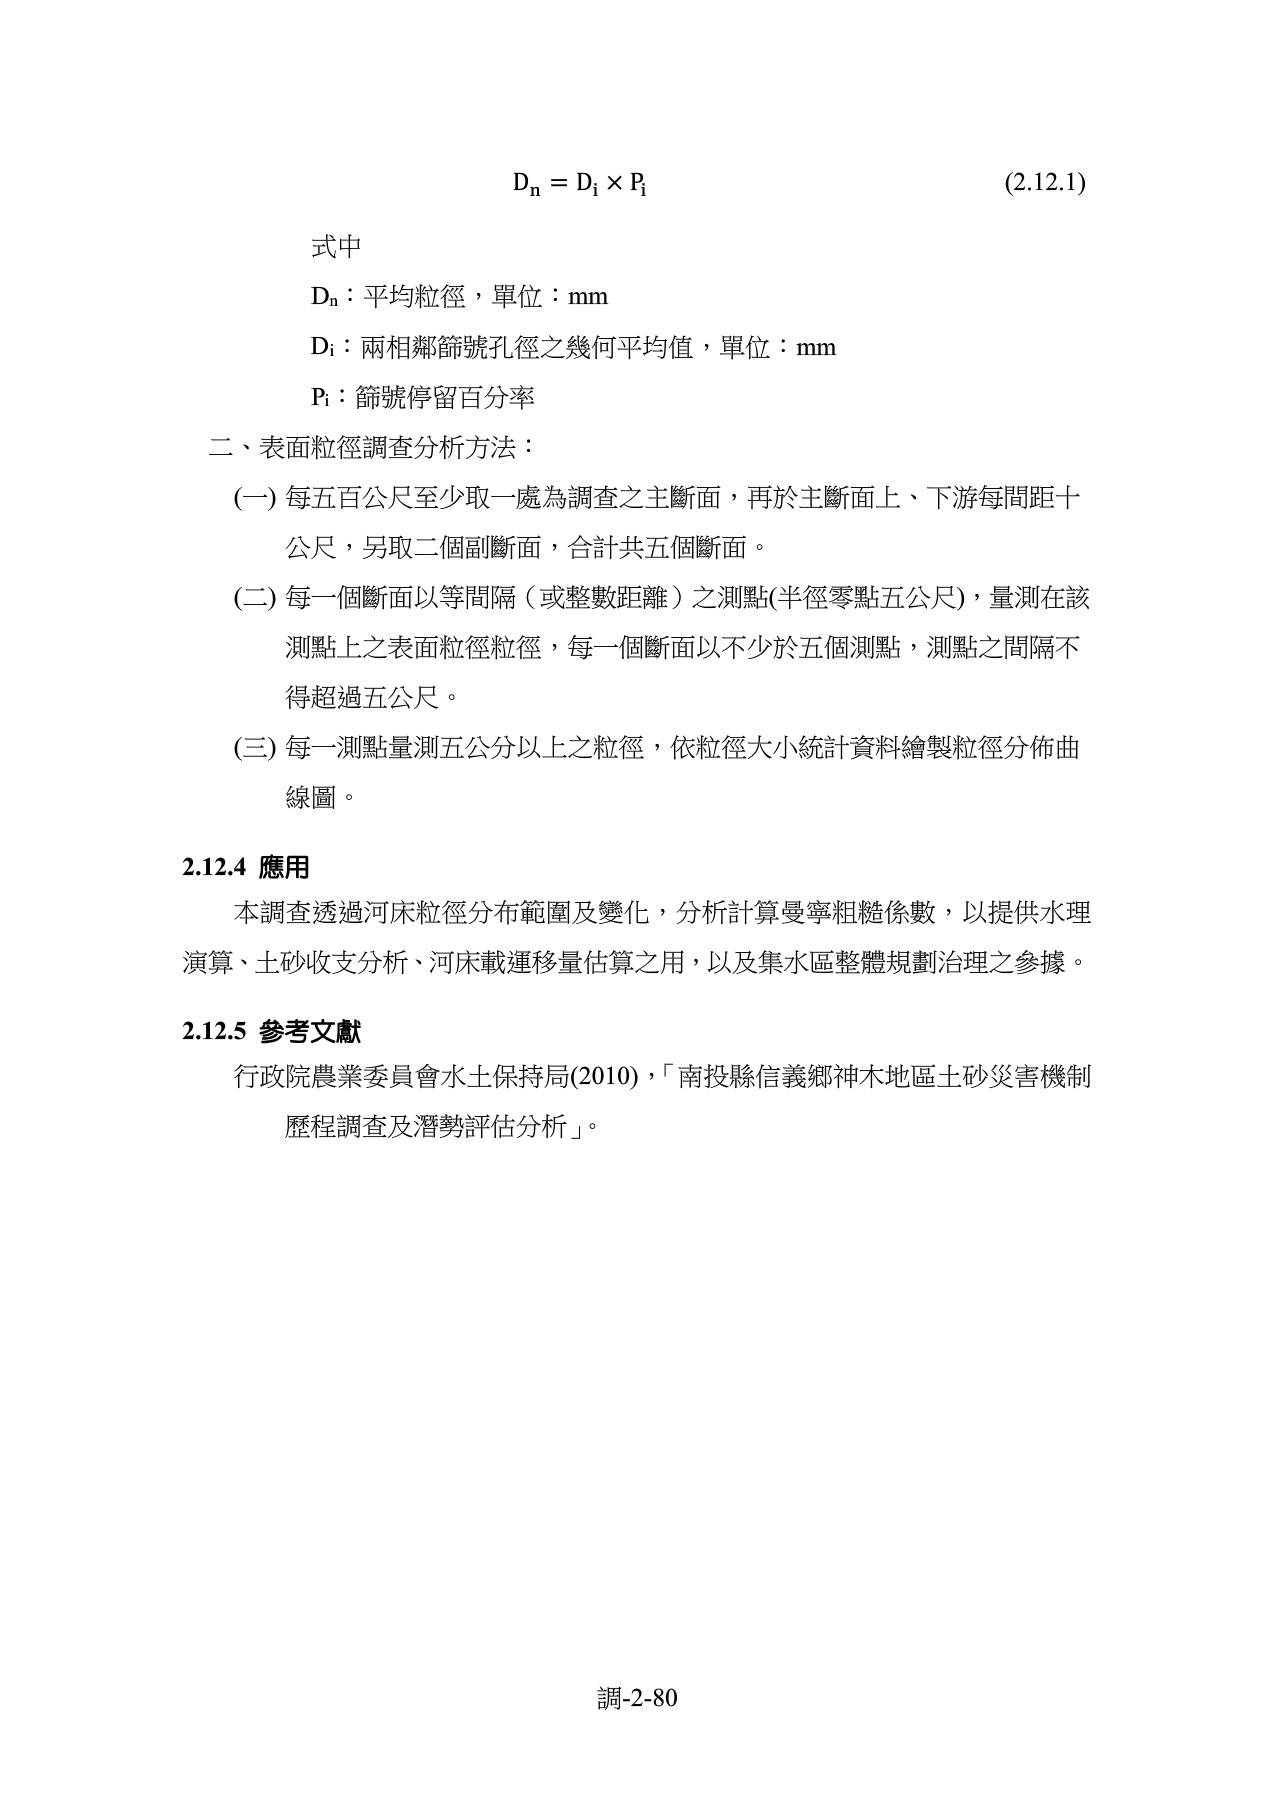 Dn = Di × Pi (2.12.1)
式中
Dn：平均粒徑，單位：mm
Di：兩相鄰篩號孔徑之幾何平均值，單位：mm
Pi：篩號停留百分率
二、表面粒徑調查分析方法：
(一) 每五百公尺至少取一處為調查之主斷面，再於主斷面上、下游每間距十
公尺，另取二個副斷面，合計共五個斷面。
(二) 每一個斷面以等間隔（或整數距離）之測點(半徑零點五公尺)，量測在該
測點上之表面粒徑粒徑，每一個斷面以不少於五個測點，測點之間隔不
得超過五公尺。
(三) 每一測點量測五公分以上之粒徑，依粒徑大小統計資料繪製粒徑分佈曲
線圖。
2.12.4 應用
本調查透過河床粒徑分布範圍及變化，分析計算曼寧粗糙係數，以提供水理
演算、土砂收支分析、河床載運移量估算之用，以及集水區整體規劃治理之參據。
2.12.5 參考文獻
行政院農業委員會水土保持局(2010)，「南投縣信義鄉神木地區土砂災害機制
歷程調查及潛勢評估分析」。
調-2-80